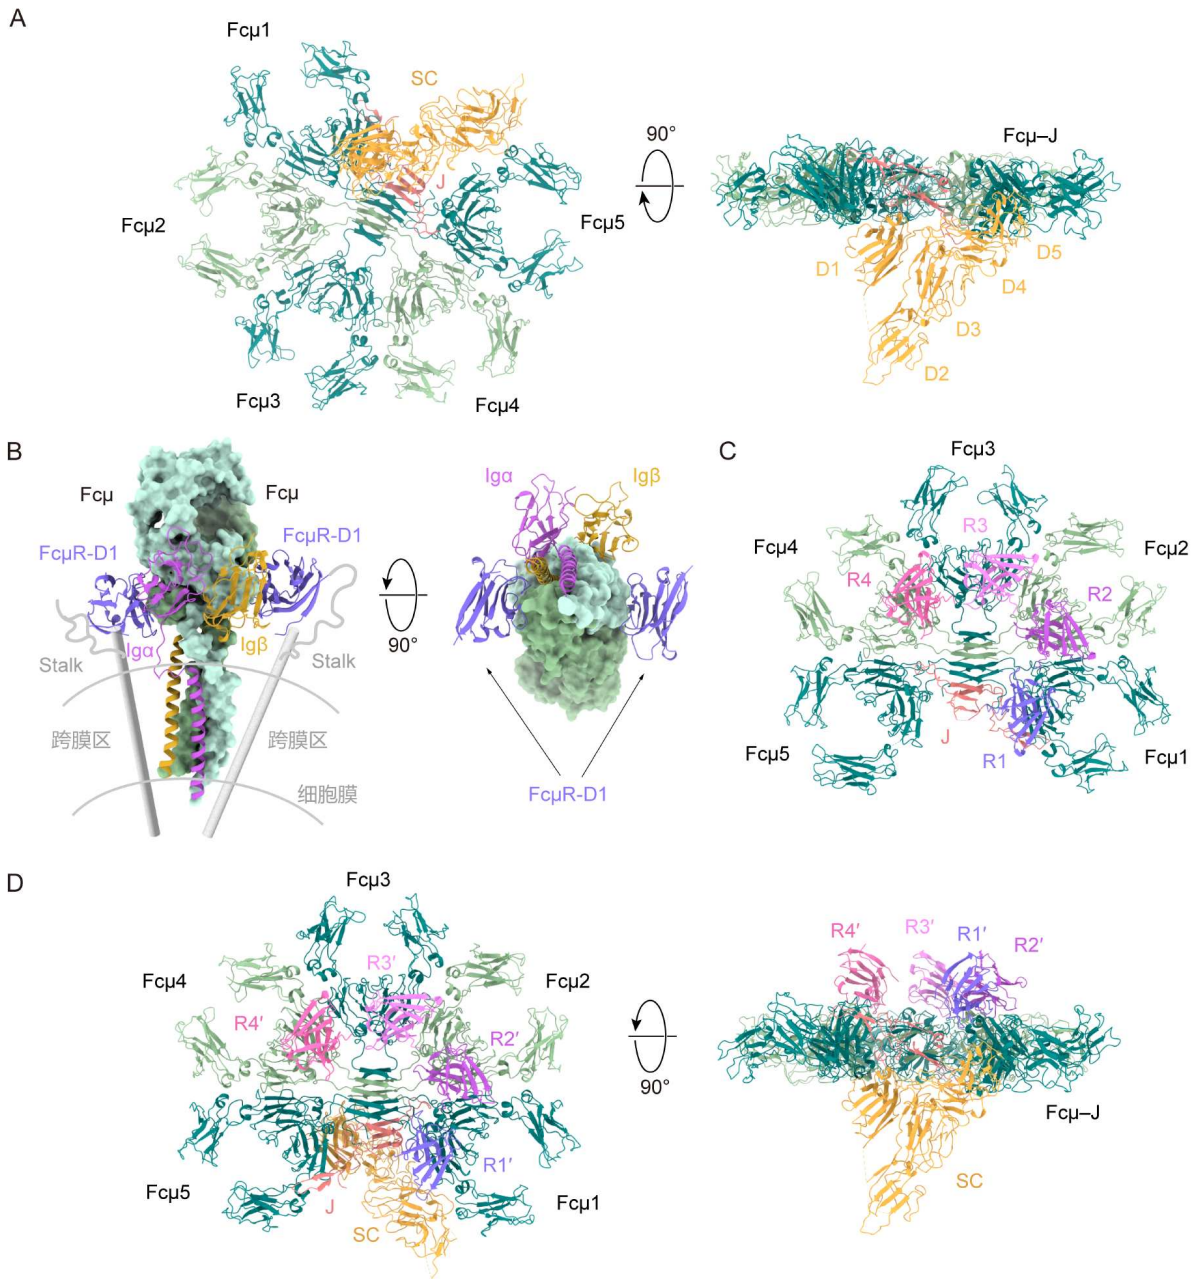 A
Fcμ1
SC
J
Fcμ2
Fcμ5
Fcμ3
Fcμ4
90°
Fcμ–J
D1
D5
D4
D3
D2
B
Fcμ
Fcμ
FcμR-D1
FcμR-D1
Igα
Igβ
Stalk
Stalk
跨膜区
跨膜区
细胞膜
90°
Igα
Igβ
FcμR-D1
C
Fcμ3
R3
Fcμ4
Fcμ2
R4
R2
J
R1
Fcμ5
Fcμ1
D
Fcμ3
Fcμ4
R3′
Fcμ2
R4′
R2′
R1′
Fcμ5
J
SC
Fcμ1
90°
R4′
R3′
R1′
R2′
Fcμ–J
SC